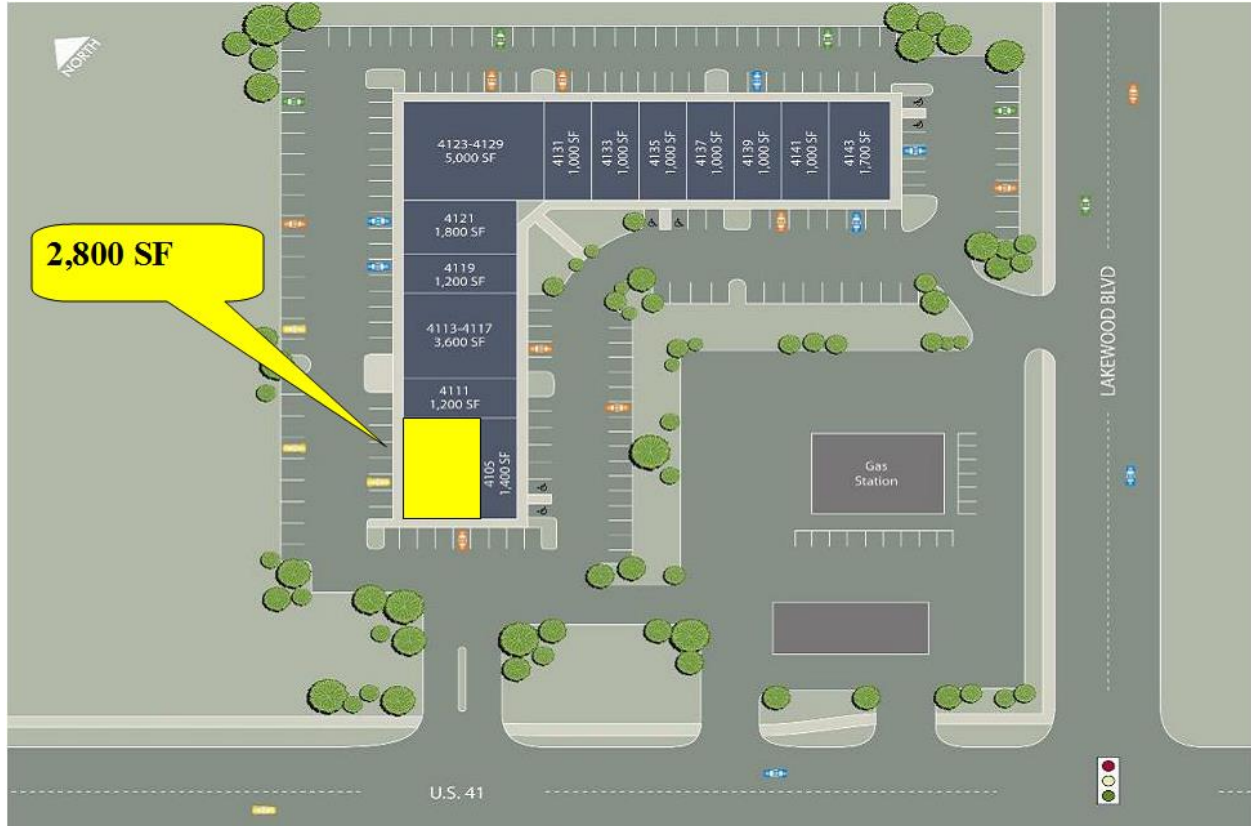 NORTH
4123-4129
5,000 SF
4131
1,000 SF
4133
1,000 SF
4135
1,000 SF
4137
1,000 SF
4139
1,000 SF
4141
1,000 SF
4143
1,700 SF
4121
1,800 SF
2,800 SF
4119
1,200 SF
4113-4117
3,600 SF
4111
1,200 SF
4105
1,400 SF
LAKEWOOD BLVD
Gas
Station
U.S. 41